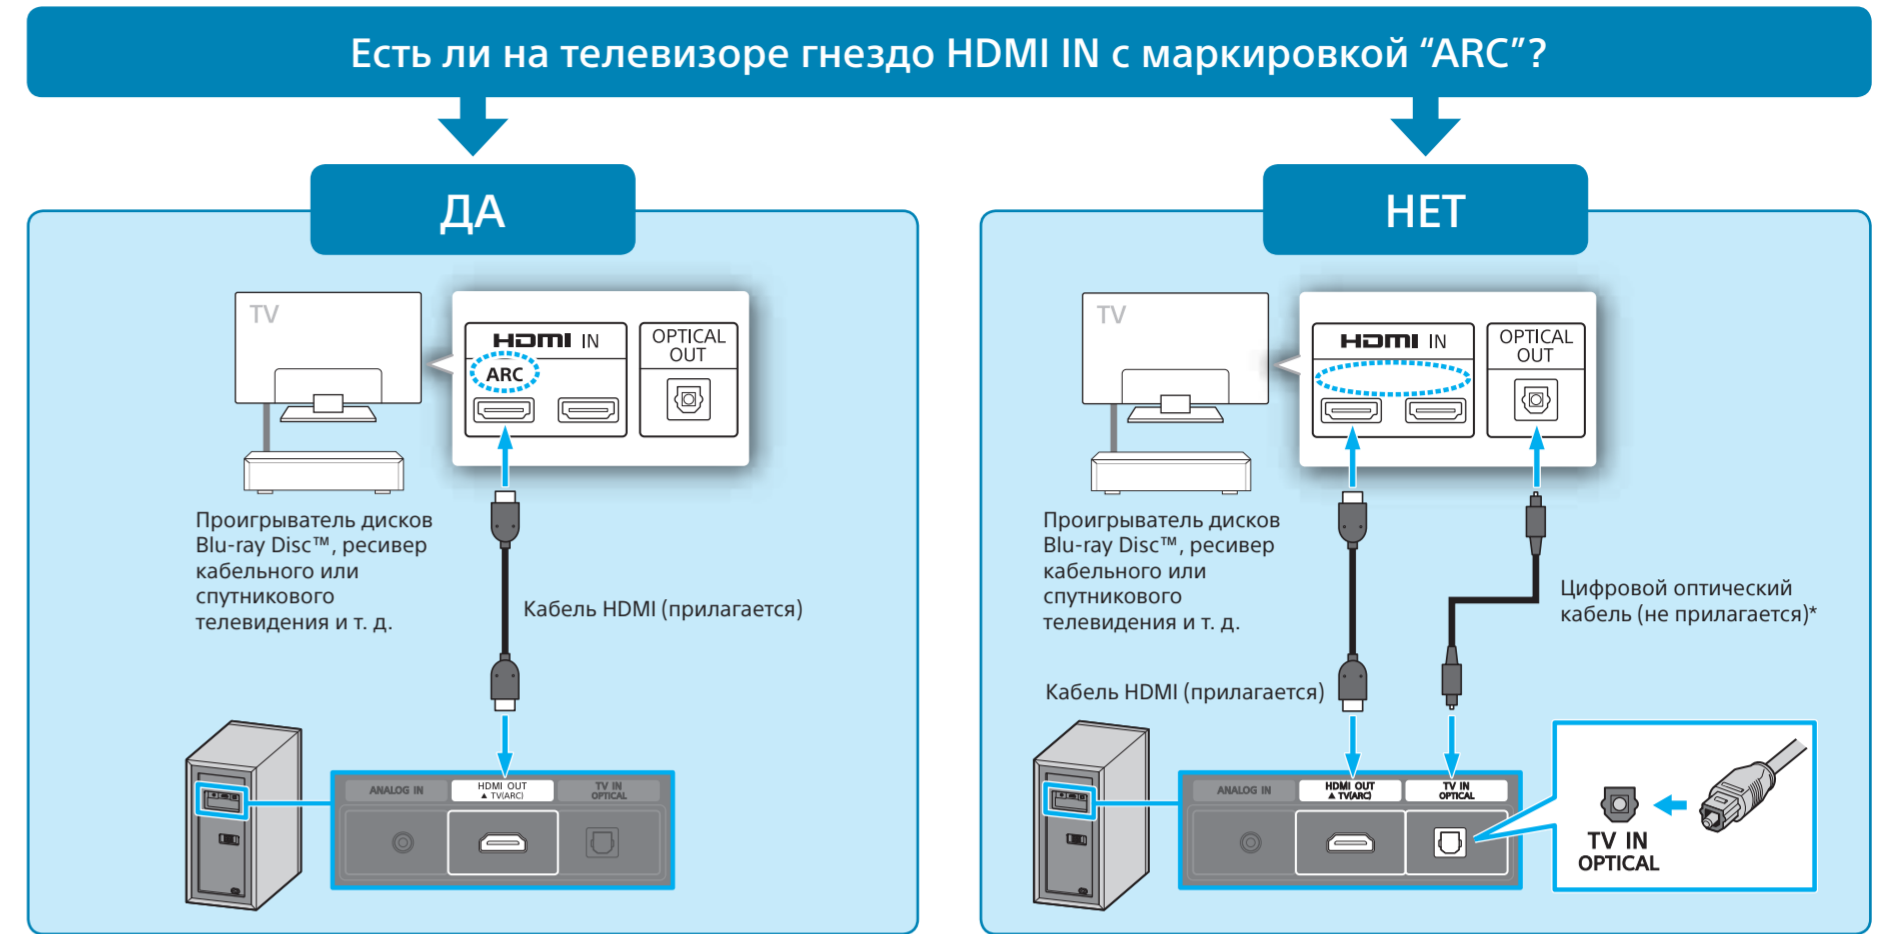 Есть ли на телевизоре гнездо HDMI IN с маркировкой “ARC”?
ДА
TV
HDMI IN
ARC
OPTICAL
OUT
Проигрыватель дисков
Blu-ray Disc™, ресивер
кабельного или
спутникового
телевидения и т. д.
Кабель HDMI (прилагается)
ANALOG IN
HDMI OUT
▲ TV(ARC)
TV IN
OPTICAL
НЕТ
TV
HDMI IN
OPTICAL
OUT
Проигрыватель дисков
Blu-ray Disc™, ресивер
кабельного или
спутникового
телевидения и т. д.
Цифровой оптический
кабель (не прилагается)*
Кабель HDMI (прилагается)
ANALOG IN
HDMI OUT
▲ TV(ARC)
TV IN
OPTICAL
TV IN
OPTICAL